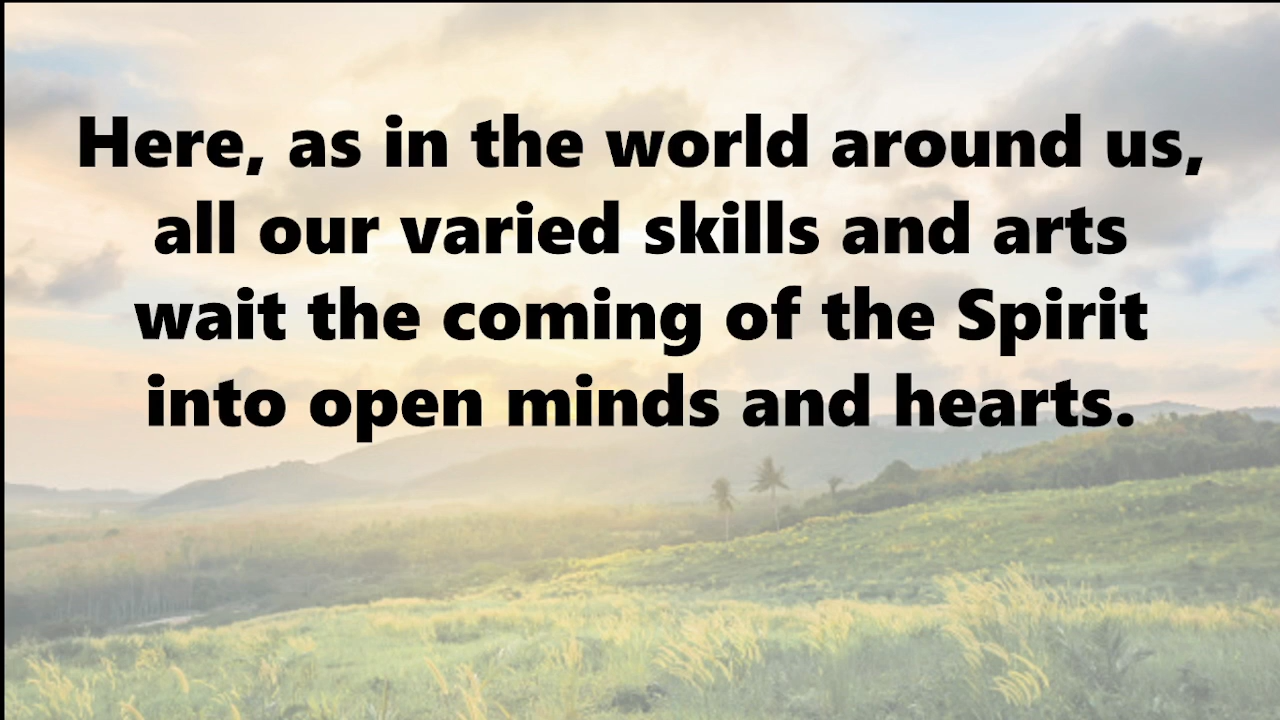 Here, as in the world around us,
all our varied skills and arts
wait the coming of the Spirit
into open minds and hearts.